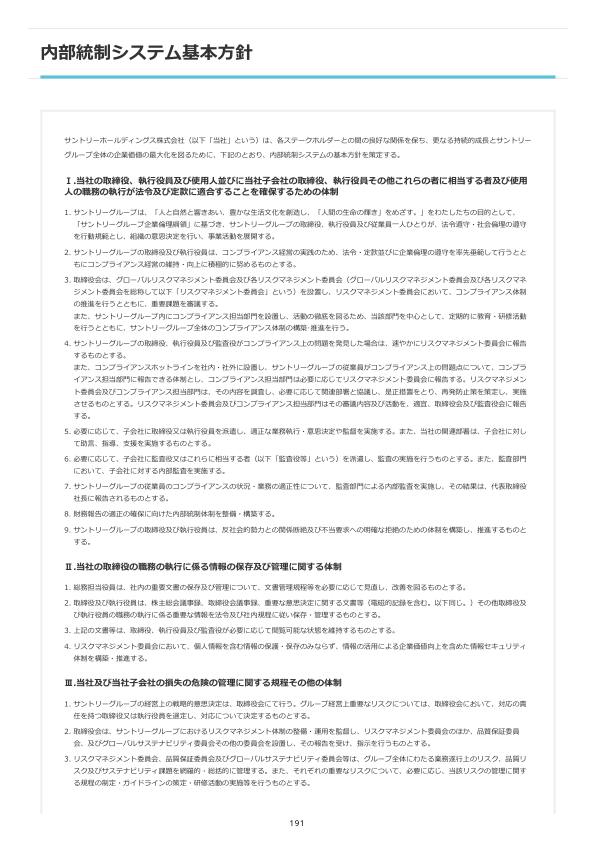 内部統制システム基本方針
サントリーホールディングス株式会社（以下「当社」という）は、各ステークホルダーとの間の良好な関係を保ち、更なる持続的成長とサントリー
グループ全体の企業価値の最大化を図るために、下記のとおり、内部統制システムの基本方針を策定する。
Ⅰ.当社の取締役、執行役員及び使用人並びに当社子会社の取締役、執行役員その他これらの者に相当する者及び使用
人の職務の執行が法令及び定款に適合することを確保するための体制
1. サントリーグループは、「人と自然と響きあい、豊かな生活文化を創造し、「人間の生命の輝き」をめざす。」をわたしたちの目的として、
「サントリーグループ企業倫理綱領」に基づき、サントリーグループの取締役、執行役員及び従業員一人ひとりが、法令遵守・社会倫理の遵守
を行動規範とし、組織の意思決定を行い、事業活動を展開する。
2. サントリーグループの取締役及び執行役員は、コンプライアンス経営の実践のため、法令・定款並びに企業倫理の遵守を率先垂範して行うとと
もにコンプライアンス経営の維持・向上に積極的に努めるものとする。
3. 取締役会は、グローバルリスクマネジメント委員会及び各リスクマネジメント委員会（グローバルリスクマネジメント委員会及び各リスクマネ
ジメント委員会を総称して以下「リスクマネジメント委員会」という）を設置し、リスクマネジメント委員会において、コンプライアンス体制
の推進を行うとともに、重要課題を審議する。
また、サントリーグループ内にコンプライアンス担当部門を設置し、活動の徹底を図るため、当該部門を中心として、定期的に教育・研修活動
を行うとともに、サントリーグループ全体のコンプライアンス体制の構築･推進を行う。
4. サントリーグループの取締役、執行役員及び監査役がコンプライアンス上の問題を発見した場合は、速やかにリスクマネジメント委員会に報告
するものとする。
また、コンプライアンスホットラインを社内・社外に設置し、サントリーグループの従業員がコンプライアンス上の問題点について、コンプラ
イアンス担当部門に報告できる体制とし、コンプライアンス担当部門は必要に応じてリスクマネジメント委員会に報告する。リスクマネジメン
ト委員会及びコンプライアンス担当部門は、その内容を調査し、必要に応じて関連部署と協議し、是正措置をとり、再発防止策を策定し、実施
させるものとする。リスクマネジメント委員会及びコンプライアンス担当部門はその審議内容及び活動を、適宜、取締役会及び監査役会に報告
する。
5. 必要に応じて、子会社に取締役又は執行役員を派遣し、適正な業務執行・意思決定や監督を実施する。また、当社の関連部署は、子会社に対し
て助言、指導、支援を実施するものとする。
6. 必要に応じて、子会社に監査役又はこれらに相当する者（以下「監査役等」という）を派遣し、監査の実施を行うものとする。また、監査部門
において、子会社に対する内部監査を実施する。
7. サントリーグループの従業員のコンプライアンスの状況・業務の適正性について、監査部門による内部監査を実施し、その結果は、代表取締役
社長に報告されるものとする。
8. 財務報告の適正の確保に向けた内部統制体制を整備・構築する。
9. サントリーグループの取締役及び執行役員は、反社会的勢力との関係断絶及び不当要求への明確な拒絶のための体制を構築し、推進するものと
する。
Ⅱ.当社の取締役の職務の執行に係る情報の保存及び管理に関する体制
1. 総務担当役員は、社内の重要文書の保存及び管理について、文書管理規程等を必要に応じて見直し、改善を図るものとする。
2. 取締役及び執行役員は、株主総会議事録、取締役会議事録、重要な意思決定に関する文書等（電磁的記録を含む。以下同じ。）その他取締役及
び執行役員の職務の執行に係る重要な情報を法令及び社内規程に従い保存・管理するものとする。
3. 上記の文書等は、取締役、執行役員及び監査役が必要に応じて閲覧可能な状態を維持するものとする。
4. リスクマネジメント委員会において、個人情報を含む情報の保護・保存のみならず、情報の活用による企業価値向上を含めた情報セキュリティ
体制を構築・推進する。
Ⅲ.当社及び当社子会社の損失の危険の管理に関する規程その他の体制
1. サントリーグループの経営上の戦略的意思決定は、取締役会にて行う。グループ経営上重要なリスクについては、取締役会において、対応の責
任を持つ取締役又は執行役員を選定し、対応について決定するものとする。
2. 取締役会は、サントリーグループにおけるリスクマネジメント体制の整備・運用を監督し、リスクマネジメント委員会のほか、品質保証委員
会、及びグローバルサステナビリティ委員会その他の委員会を設置し、その報告を受け、指示を行うものとする。
3. リスクマネジメント委員会、品質保証委員会及びグローバルサステナビリティ委員会等は、グループ全体にわたる業務遂行上のリスク、品質リ
スク及びサステナビリティ課題を網羅的・総括的に管理する。また、それぞれの重要なリスクについて、必要に応じ、当該リスクの管理に関す
る規程の制定・ガイドラインの策定・研修活動の実施等を行うものとする。
191